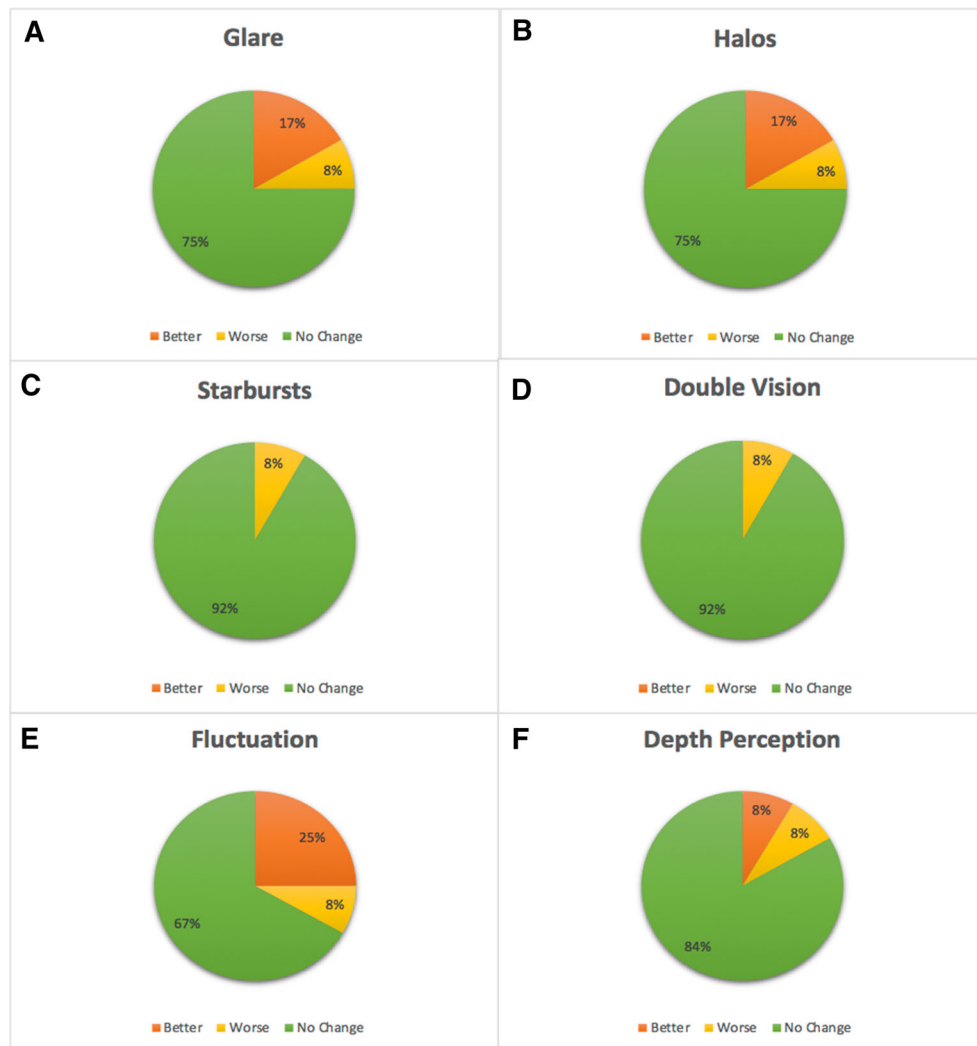 A
Glare
17%
8%
75%
Better Worse No Change
B
Halos
17%
8%
75%
Better Worse No Change
C
Starbursts
8%
92%
Better Worse No Change
D
Double Vision
8%
92%
Better Worse No Change
E
Fluctuation
25%
8%
67%
Better Worse No Change
F
Depth Perception
8%
8%
84%
Better Worse No Change